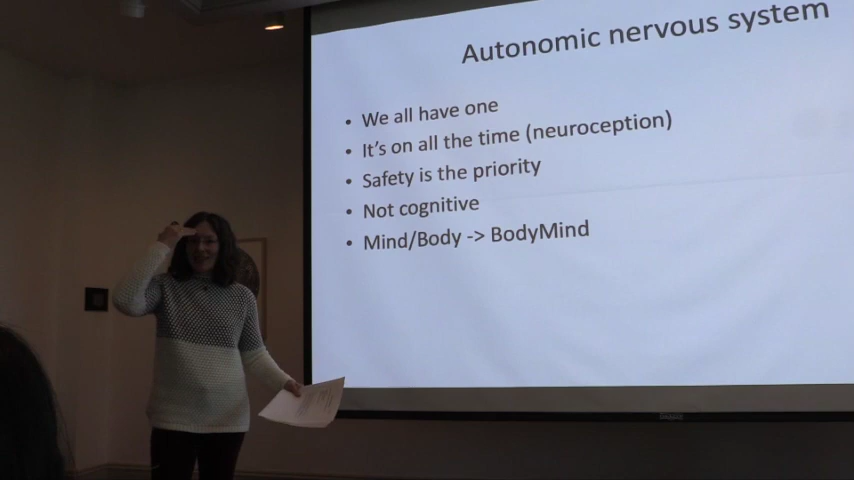 Autonomic nervous system
• We all have one
• It's on all the time (neuroception)
• Safety is the priority
• Not cognitive
• Mind/Body -> BodyMind